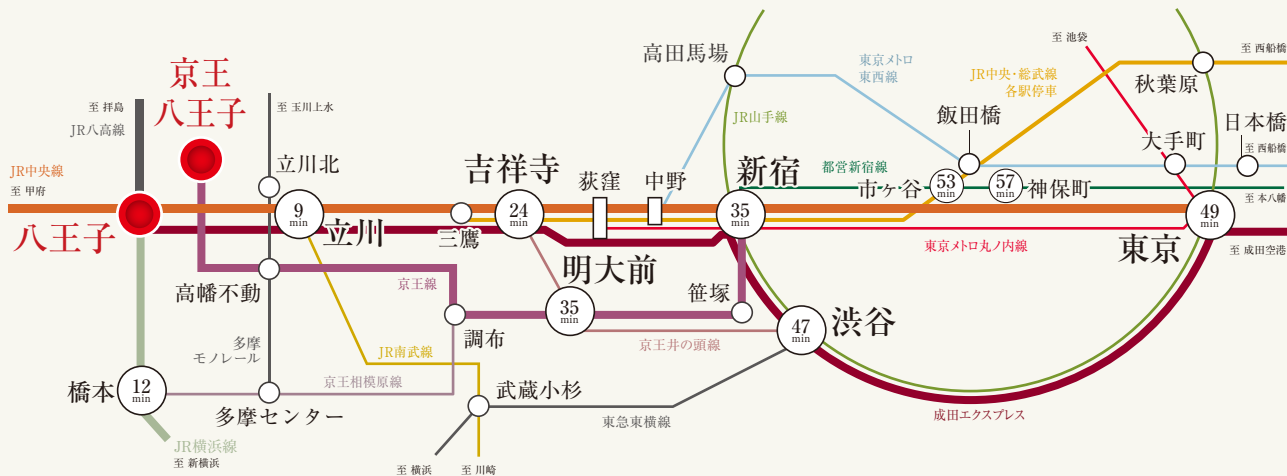 京王
八王子
至 拝島
JR八高線
至 玉川上水
立川北
JR中央線
至 甲府
八王子
9
min
立川
三鷹
吉祥寺
24
min
荻窪
中野
高田馬場
JR山手線
新宿
35
min
東京メトロ
東西線
JR中央・総武線
各駅停車
飯田橋
都営新宿線
市ヶ谷
53
min
57
min
神保町
至 池袋
秋葉原
至 西船橋
大手町
日本橋
至 西船橋
至 本八幡
49
min
東京
至 成田空港
東京メトロ丸ノ内線
高幡不動
京王線
明大前
35
min
調布
笹塚
京王井の頭線
47
min
渋谷
多摩
モノレール
JR南武線
橋本
12
min
京王相模原線
多摩センター
武蔵小杉
東急東横線
成田エクスプレス
JR横浜線
至 新横浜
至 横浜
至 川崎